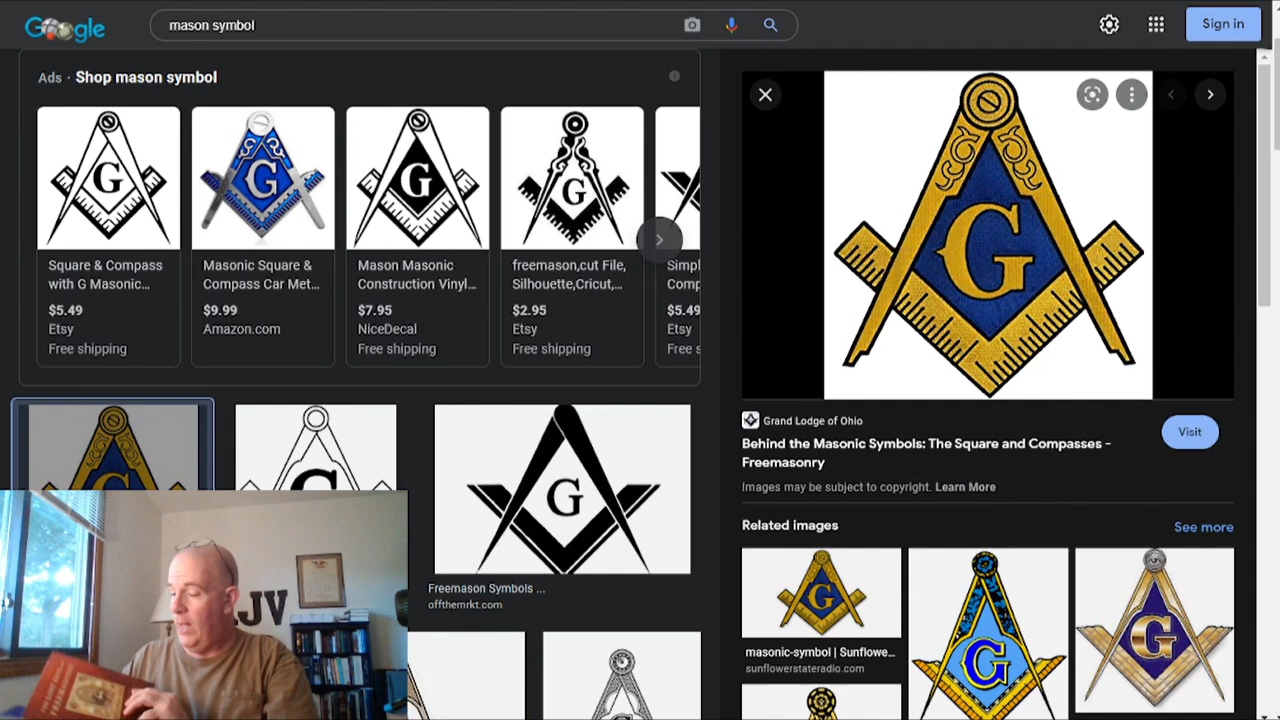 Google
mason symbol
Sign in
Ads · Shop mason symbol
G
G
G
G
Square & Compass
with G Masonic...
$5.49
Etsy
Free shipping
Masonic Square &
Compass Car Met...
$9.99
Amazon.com
Mason Masonic
Construction Vinyl...
$7.95
NiceDecal
Free shipping
freemason,cut File,
Silhouette,Cricut,...
$2.95
Etsy
Free shipping
Simpl
Comp
$5.49
Etsy
Free s
G
G
Freemason Symbols ...
offthemrkt.com
JV
G
Grand Lodge of Ohio
Behind the Masonic Symbols: The Square and Compasses -
Freemasonry
Visit
Images may be subject to copyright. Learn More
Related images
See more
G
G
G
masonic-symbol | Sunflowe...
sunflowerstateradio.com